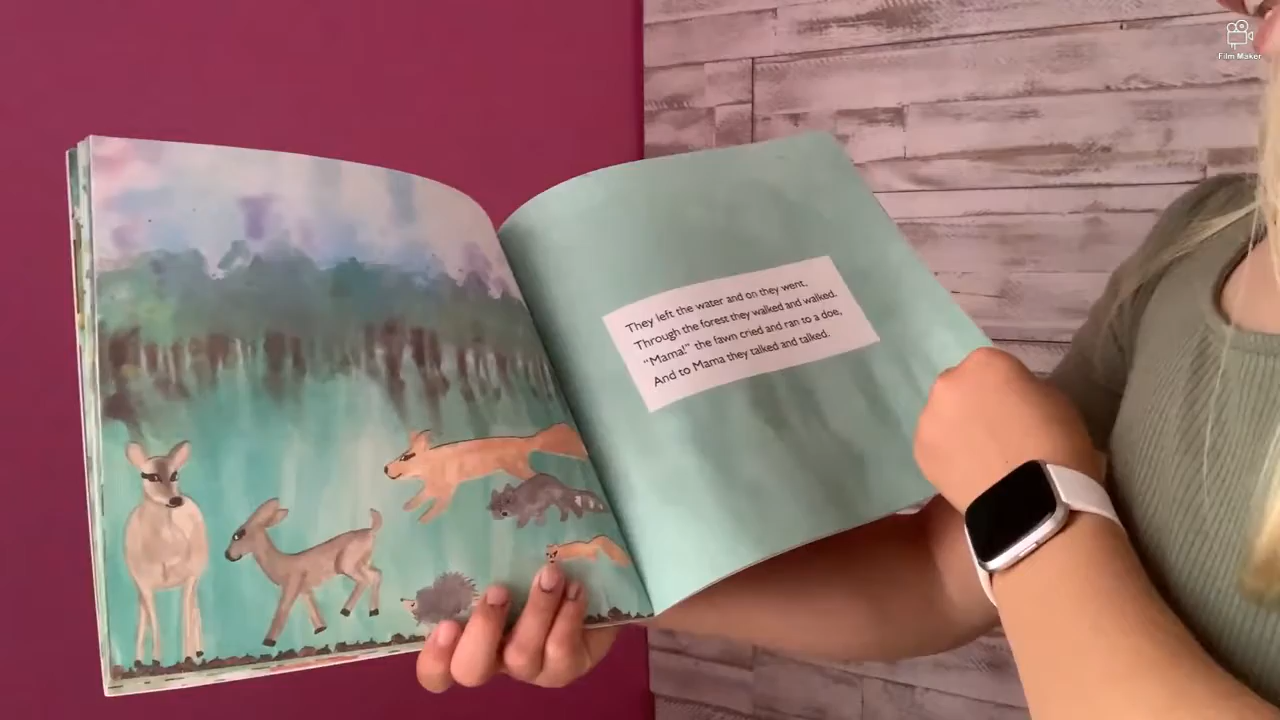 Film Maker
They left the water and on they went,
Through the forest they walked and walked.
"Mama!" the fawn cried and ran to a doe,
And to Mama they talked and talked.